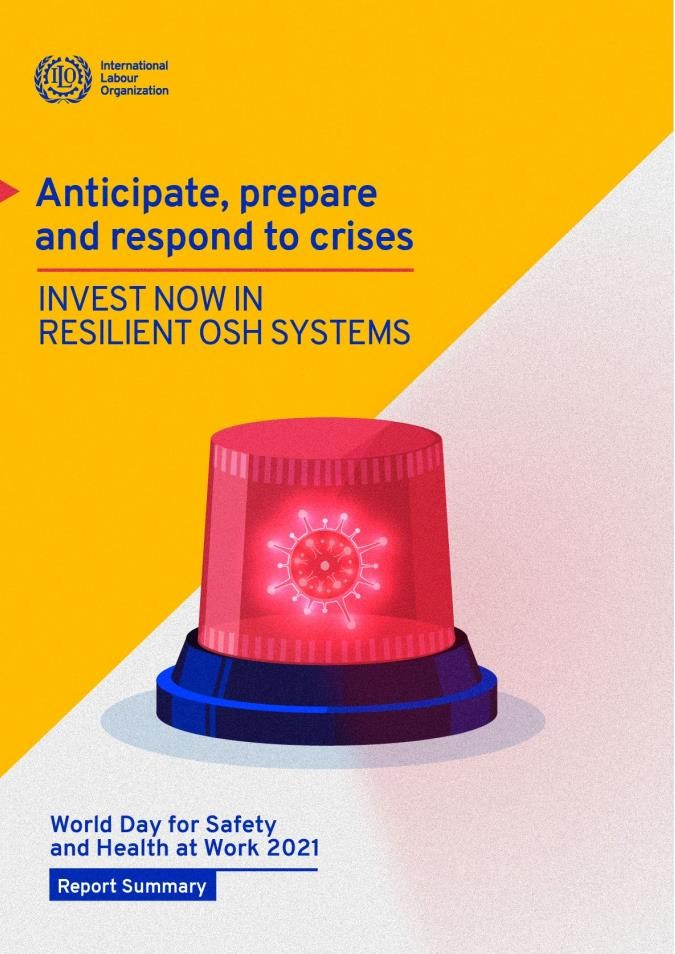 ILO
International
Labour
Organization
Anticipate, prepare
and respond to crises
INVEST NOW IN
RESILIENT OSH SYSTEMS
World Day for Safety
and Health at Work 2021
Report Summary